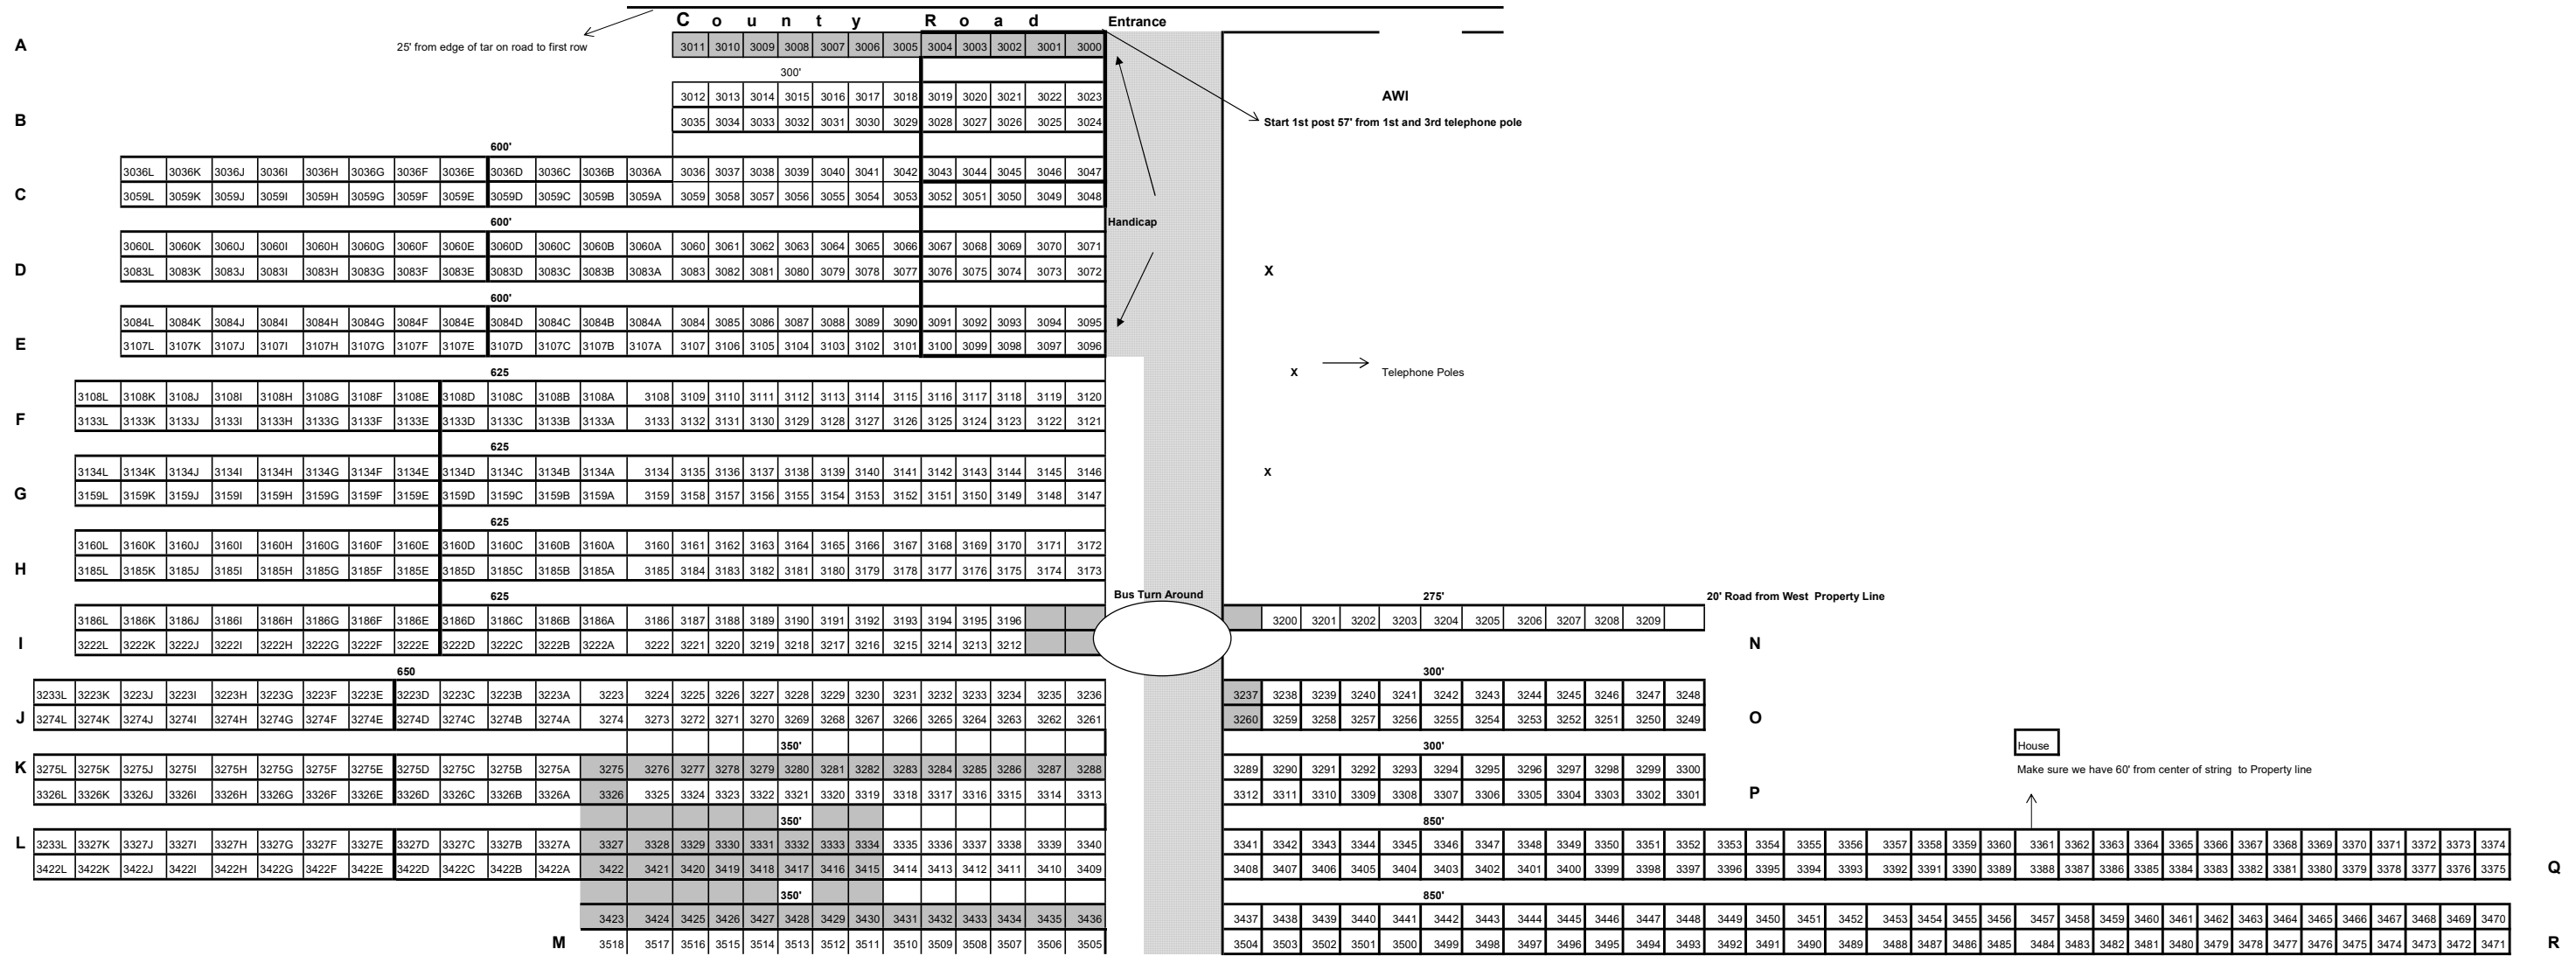 C o u n t y R o a d Entrance
A 25' from edge of tar on road to first row 3011 3010 3009 3008 3007 3006 3005 3004 3003 3002 3001 3000
300'
3012 3013 3014 3015 3016 3017 3018 3019 3020 3021 3022 3023 AWI
B 3035 3034 3033 3032 3031 3030 3029 3028 3027 3026 3025 3024 Start 1st post 57' from 1st and 3rd telephone pole
600'
3036L 3036K 3036J 3036I 3036H 3036G 3036F 3036E 3036D 3036C 3036B 3036A 3036 3037 3038 3039 3040 3041 3042 3043 3044 3045 3046 3047
C 3059L 3059K 3059J 3059I 3059H 3059G 3059F 3059E 3059D 3059C 3059B 3059A 3059 3058 3057 3056 3055 3054 3053 3052 3051 3050 3049 3048
600' Handicap
3060L 3060K 3060J 3060I 3060H 3060G 3060F 3060E 3060D 3060C 3060B 3060A 3060 3061 3062 3063 3064 3065 3066 3067 3068 3069 3070 3071
D 3083L 3083K 3083J 3083I 3083H 3083G 3083F 3083E 3083D 3083C 3083B 3083A 3083 3082 3081 3080 3079 3078 3077 3076 3075 3074 3073 3072 X
600'
3084L 3084K 3084J 3084I 3084H 3084G 3084F 3084E 3084D 3084C 3084B 3084A 3084 3085 3086 3087 3088 3089 3090 3091 3092 3093 3094 3095
E 3107L 3107K 3107J 3107I 3107H 3107G 3107F 3107E 3107D 3107C 3107B 3107A 3107 3106 3105 3104 3103 3102 3101 3100 3099 3098 3097 3096
625 X Telephone Poles
3108L 3108K 3108J 3108I 3108H 3108G 3108F 3108E 3108D 3108C 3108B 3108A 3108 3109 3110 3111 3112 3113 3114 3115 3116 3117 3118 3119 3120
F 3133L 3133K 3133J 3133I 3133H 3133G 3133F 3133E 3133D 3133C 3133B 3133A 3133 3132 3131 3130 3129 3128 3127 3126 3125 3124 3123 3122 3121
625
3134L 3134K 3134J 3134I 3134H 3134G 3134F 3134E 3134D 3134C 3134B 3134A 3134 3135 3136 3137 3138 3139 3140 3141 3142 3143 3144 3145 3146 X
G 3159L 3159K 3159J 3159I 3159H 3159G 3159F 3159E 3159D 3159C 3159B 3159A 3159 3158 3157 3156 3155 3154 3153 3152 3151 3150 3149 3148 3147
625
3160L 3160K 3160J 3160I 3160H 3160G 3160F 3160E 3160D 3160C 3160B 3160A 3160 3161 3162 3163 3164 3165 3166 3167 3168 3169 3170 3171 3172
H 3185L 3185K 3185J 3185I 3185H 3185G 3185F 3185E 3185D 3185C 3185B 3185A 3185 3184 3183 3182 3181 3180 3179 3178 3177 3176 3175 3174 3173
625 Bus Turn Around 275' 20' Road from West Property Line
3186L 3186K 3186J 3186I 3186H 3186G 3186F 3186E 3186D 3186C 3186B 3186A 3186 3187 3188 3189 3190 3191 3192 3193 3194 3195 3196 3200 3201 3202 3203 3204 3205 3206 3207 3208 3209
I 3222L 3222K 3222J 3222I 3222H 3222G 3222F 3222E 3222D 3222C 3222B 3222A 3222 3221 3220 3219 3218 3217 3216 3215 3214 3213 3212 N
650 300'
3233L 3223K 3223J 3223I 3223H 3223G 3223F 3223E 3223D 3223C 3223B 3223A 3223 3224 3225 3226 3227 3228 3229 3230 3231 3232 3233 3234 3235 3236 3237 3238 3239 3240 3241 3242 3243 3244 3245 3246 3247 3248
J 3274L 3274K 3274J 3274I 3274H 3274G 3274F 3274E 3274D 3274C 3274B 3274A 3274 3273 3272 3271 3270 3269 3268 3267 3266 3265 3264 3263 3262 3261 3260 3259 3258 3257 3256 3255 3254 3253 3252 3251 3250 3249 O
350' 300' House
K 3275L 3275K 3275J 3275I 3275H 3275G 3275F 3275E 3275D 3275C 3275B 3275A 3275 3276 3277 3278 3279 3280 3281 3282 3283 3284 3285 3286 3287 3288 3289 3290 3291 3292 3293 3294 3295 3296 3297 3298 3299 3300 Make sure we have 60' from center of string to Property line
3326L 3326K 3326J 3326I 3326H 3326G 3326F 3326E 3326D 3326C 3326B 3326A 3326 3325 3324 3323 3322 3321 3320 3319 3318 3317 3316 3315 3314 3313 3312 3311 3310 3309 3308 3307 3306 3305 3304 3303 3302 3301 P
350' 850'
L 3233L 3327K 3327J 3327I 3327H 3327G 3327F 3327E 3327D 3327C 3327B 3327A 3327 3328 3329 3330 3331 3332 3333 3334 3335 3336 3337 3338 3339 3340 3341 3342 3343 3344 3345 3346 3347 3348 3349 3350 3351 3352 3353 3354 3355 3356 3357 3358 3359 3360 3361 3362 3363 3364 3365 3366 3367 3368 3369 3370 3371 3372 3373 3374
3422L 3422K 3422J 3422I 3422H 3422G 3422F 3422E 3422D 3422C 3422B 3422A 3422 3421 3420 3419 3418 3417 3416 3415 3414 3413 3412 3411 3410 3409 3408 3407 3406 3405 3404 3403 3402 3401 3400 3399 3398 3397 3396 3395 3394 3393 3392 3391 3390 3389 3388 3387 3386 3385 3384 3383 3382 3381 3380 3379 3378 3377 3376 3375 Q
350' 850'
3423 3424 3425 3426 3427 3428 3429 3430 3431 3432 3433 3434 3435 3436 3437 3438 3439 3440 3441 3442 3443 3444 3445 3446 3447 3448 3449 3450 3451 3452 3453 3454 3455 3456 3457 3458 3459 3460 3461 3462 3463 3464 3465 3466 3467 3468 3469 3470
M 3518 3517 3516 3515 3514 3513 3512 3511 3510 3509 3508 3507 3506 3505 3504 3503 3502 3501 3500 3499 3498 3497 3496 3495 3494 3493 3492 3491 3490 3489 3488 3487 3486 3485 3484 3483 3482 3481 3480 3479 3478 3477 3476 3475 3474 3473 3472 3471 R